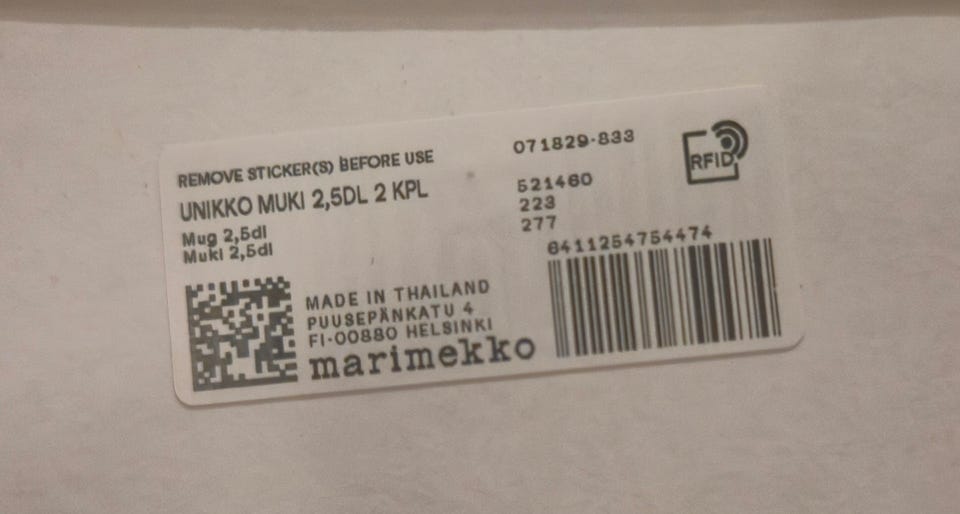 REMOVE STICKER(S) BEFORE USE
UNIKKO MUKI 2,5DL 2 KPL
Mug 2,5dl
Muki 2,5dl
071829-833
521460
223
277
RFID
6411254754474
MADE IN THAILAND
PUUSEPÄNKATU 4
FI-00880 HELSINKI
marimekko